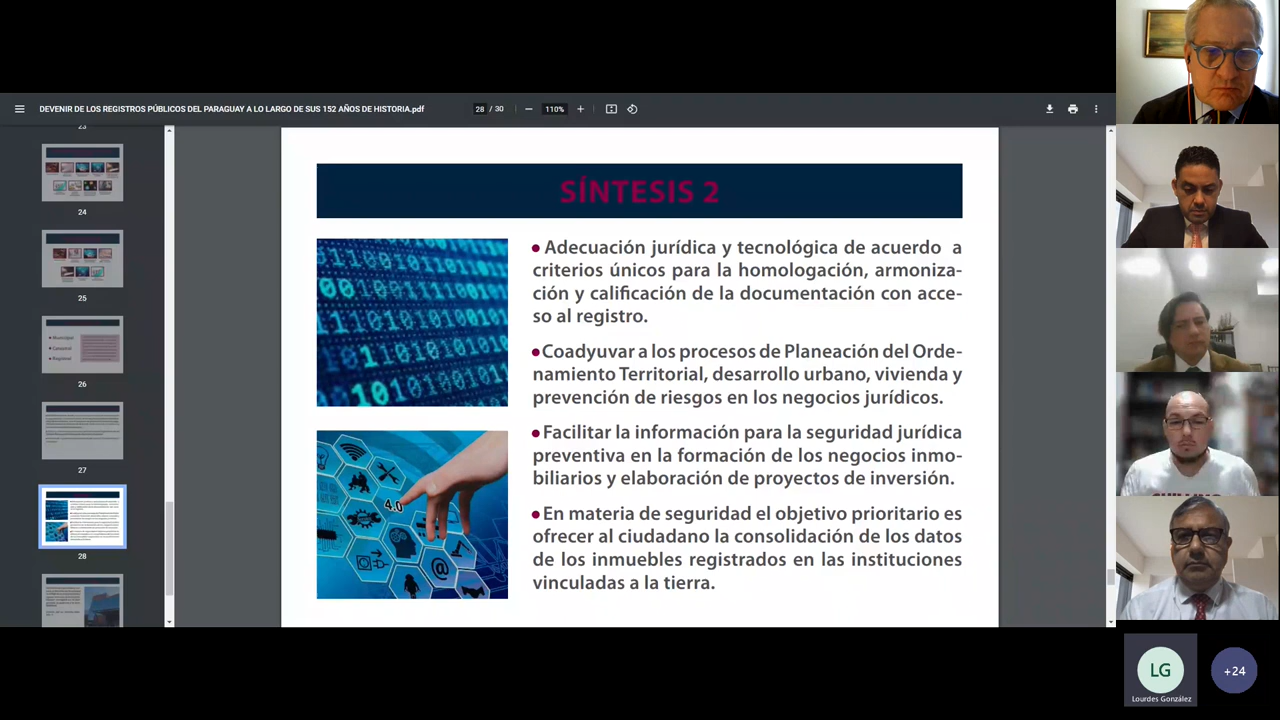 DEVENIR DE LOS REGISTROS PÚBLICOS DEL PARAGUAY A LO LARGO DE SUS 152 AÑOS DE HISTORIA.pdf
28 / 30
110%
23
24
25
26
27
28
SÍNTESIS 2
• Adecuación jurídica y tecnológica de acuerdo a
criterios únicos para la homologación, armoniza-
ción y calificación de la documentación con acce-
so al registro.
• Coadyuvar a los procesos de Planeación del Orde-
namiento Territorial, desarrollo urbano, vivienda y
prevención de riesgos en los negocios jurídicos.
• Facilitar la información para la seguridad jurídica
preventiva en la formación de los negocios inmo-
biliarios y elaboración de proyectos de inversión.
• En materia de seguridad el objetivo prioritario es
ofrecer al ciudadano la consolidación de los datos
de los inmuebles registrados en las instituciones
vinculadas a la tierra.
4.0
@
LG
Lourdes González
+24